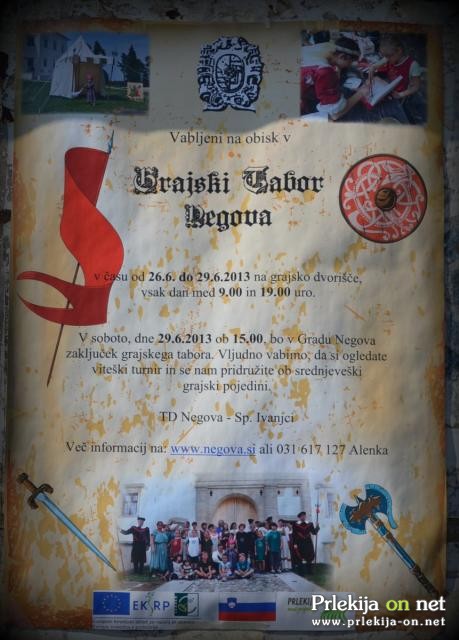 Vabljeni na obisk v
Grajski Tabor
Negova
v času od 26.6. do 29.6.2013 na grajsko dvorišče,
vsak dan med 9.00 in 19.00 uro.
V soboto, dne 29.6.2013 ob 15.00, bo v Gradu Negova
zaključek grajskega tabora. Vljudno vabimo, da si ogledate
viteški turnir in se nam pridružite ob srednjeveški
grajski pojedini.
TD Negova - Sp. Ivanjci
Več informacij na: www.negova.si ali 031 617 127 Alenka
EKSRP
PRLEKI
Prlekija on net
www.prlekija-on.net